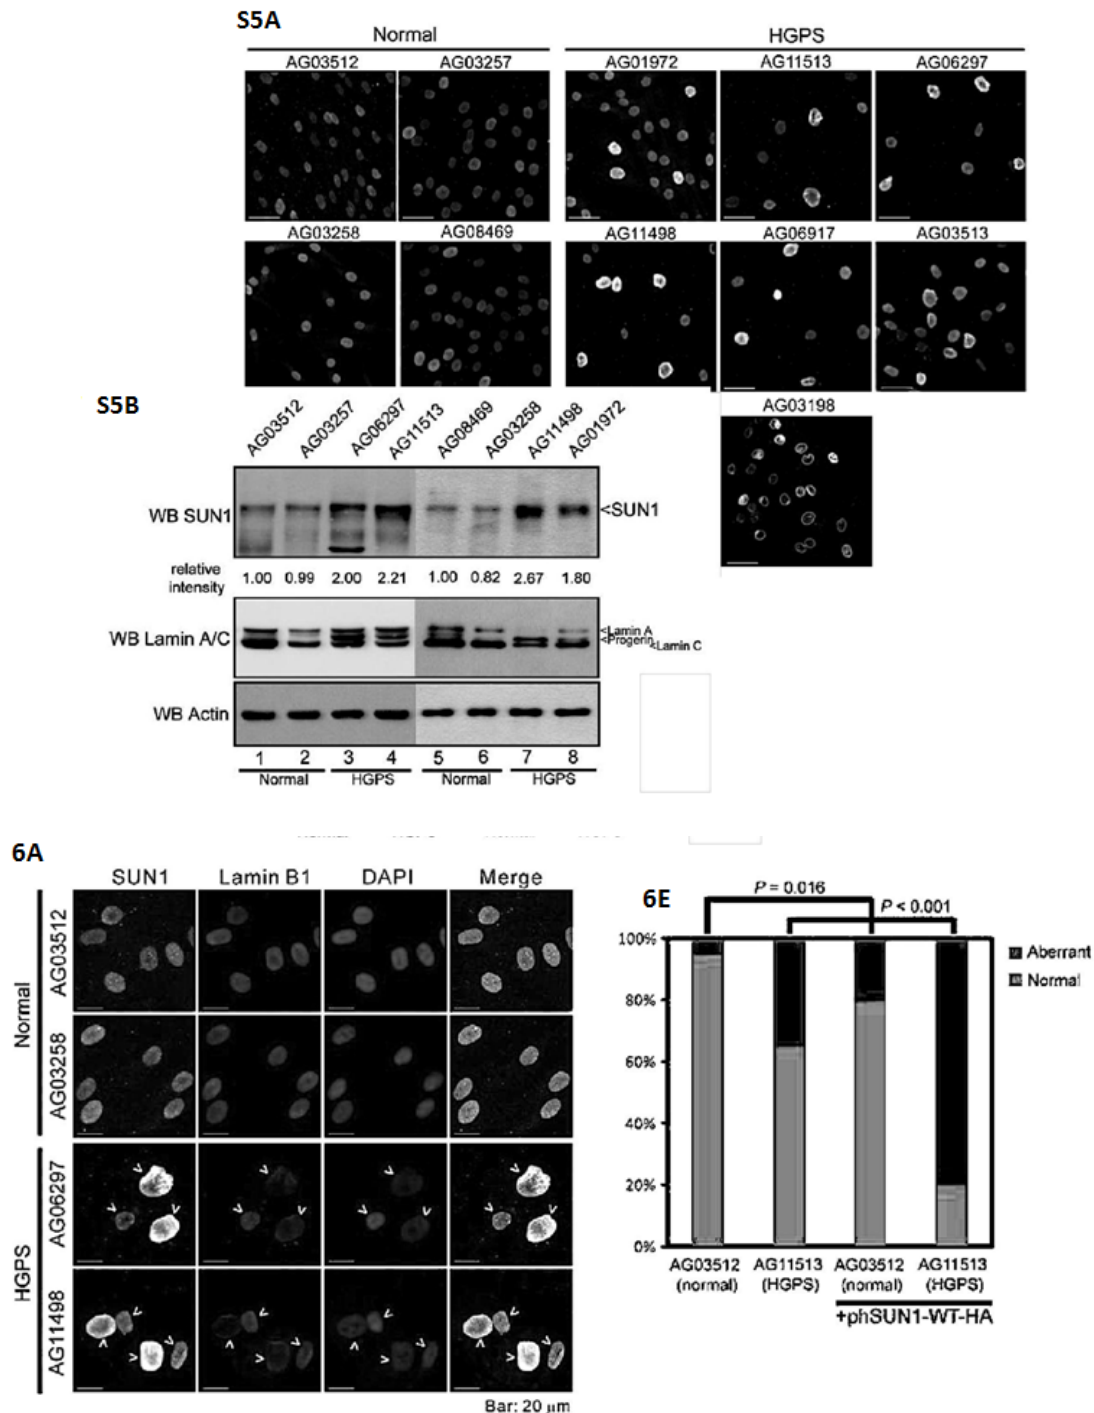 S5A
Normal HGPS
AG03512 AG03257 AG01972 AG11513 AG06297
AG03258 AG08469 AG11498 AG06917 AG03513
AG03198
S5B
AG03512 AG03257 AG06297 AG11513 AG08469 AG03258 AG11498 AG01972
WB SUN1 <SUN1
relative
intensity
1.00 0.99 2.00 2.21 1.00 0.82 2.67 1.80
WB Lamin A/C
<Lamin A
<Progerin
<Lamin C
WB Actin
1 2 3 4 5 6 7 8
Normal HGPS Normal HGPS
6A
SUN1 Lamin B1 DAPI Merge
Normal
AG03512
AG03258
HGPS
AG06297
AG11498
Bar: 20 μm
6E
P = 0.016
P < 0.001
100%
80%
60%
40%
20%
0%
Aberrant
Normal
AG03512 AG11513 AG03512 AG11513
(normal) (HGPS) (normal) (HGPS)
+phSUN1-WT-HA